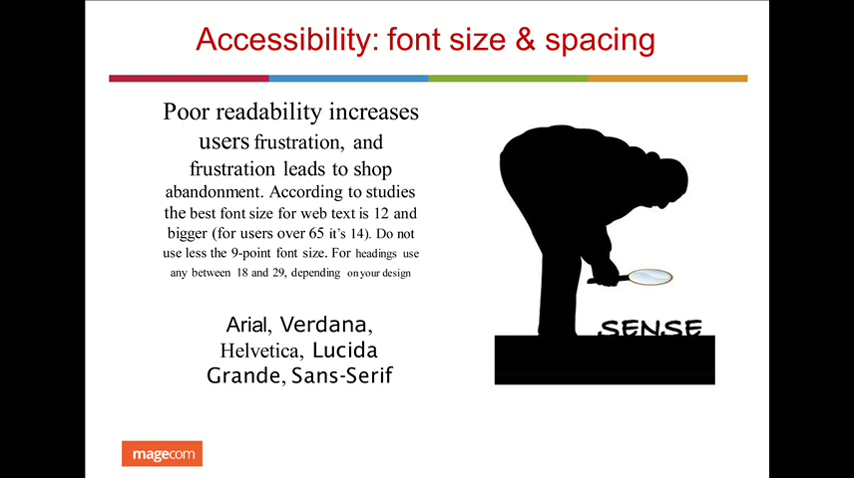 Accessibility: font size & spacing
Poor readability increases
users frustration, and
frustration leads to shop
abandonment. According to studies
the best font size for web text is 12 and
bigger (for users over 65 it's 14). Do not
use less the 9-point font size. For headings use
any between 18 and 29, depending on your design
Arial, Verdana,
Helvetica, Lucida
Grande, Sans-Serif
SENSE
magecom